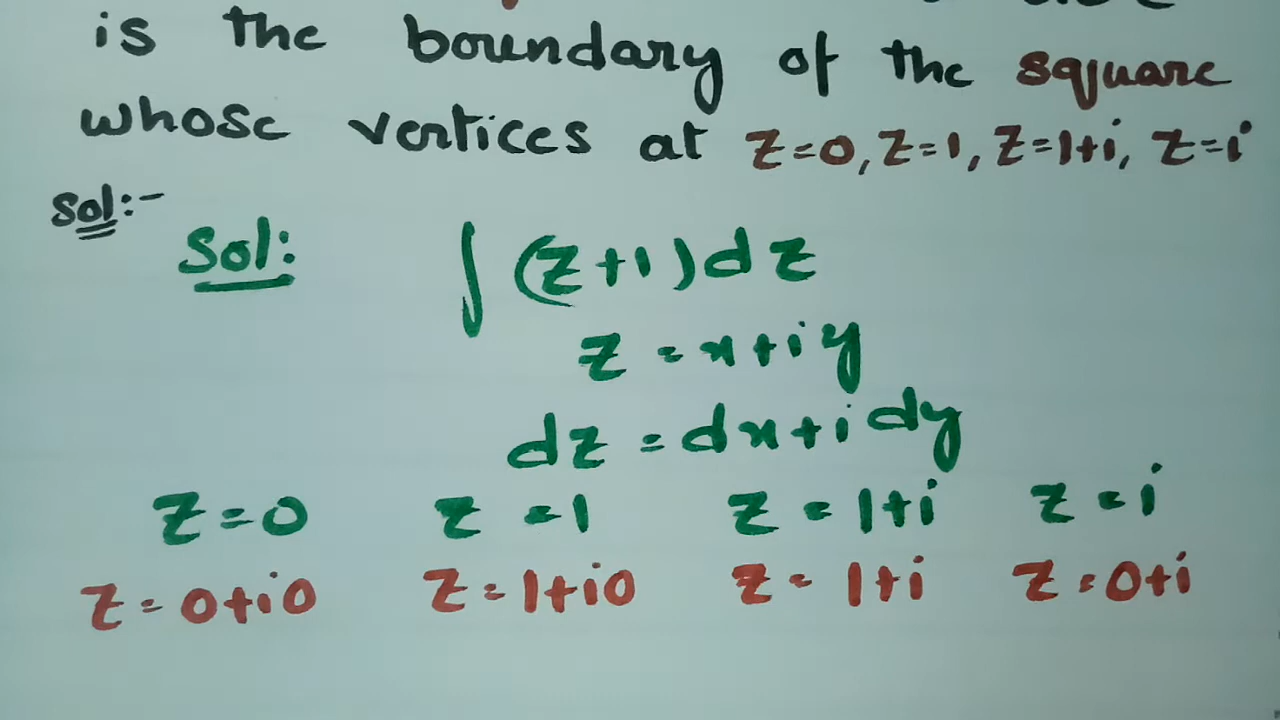 is the boundary of the square
whose vertices at z=0, z=1, z=1+i, z=i
Sol:-
Sol: ∫ (z+1)dz
z = x+iy
dz = dx+i dy
z=0 z=1 z=1+i z=i
z=0+i0 z=1+i0 z=1+i z=0+i